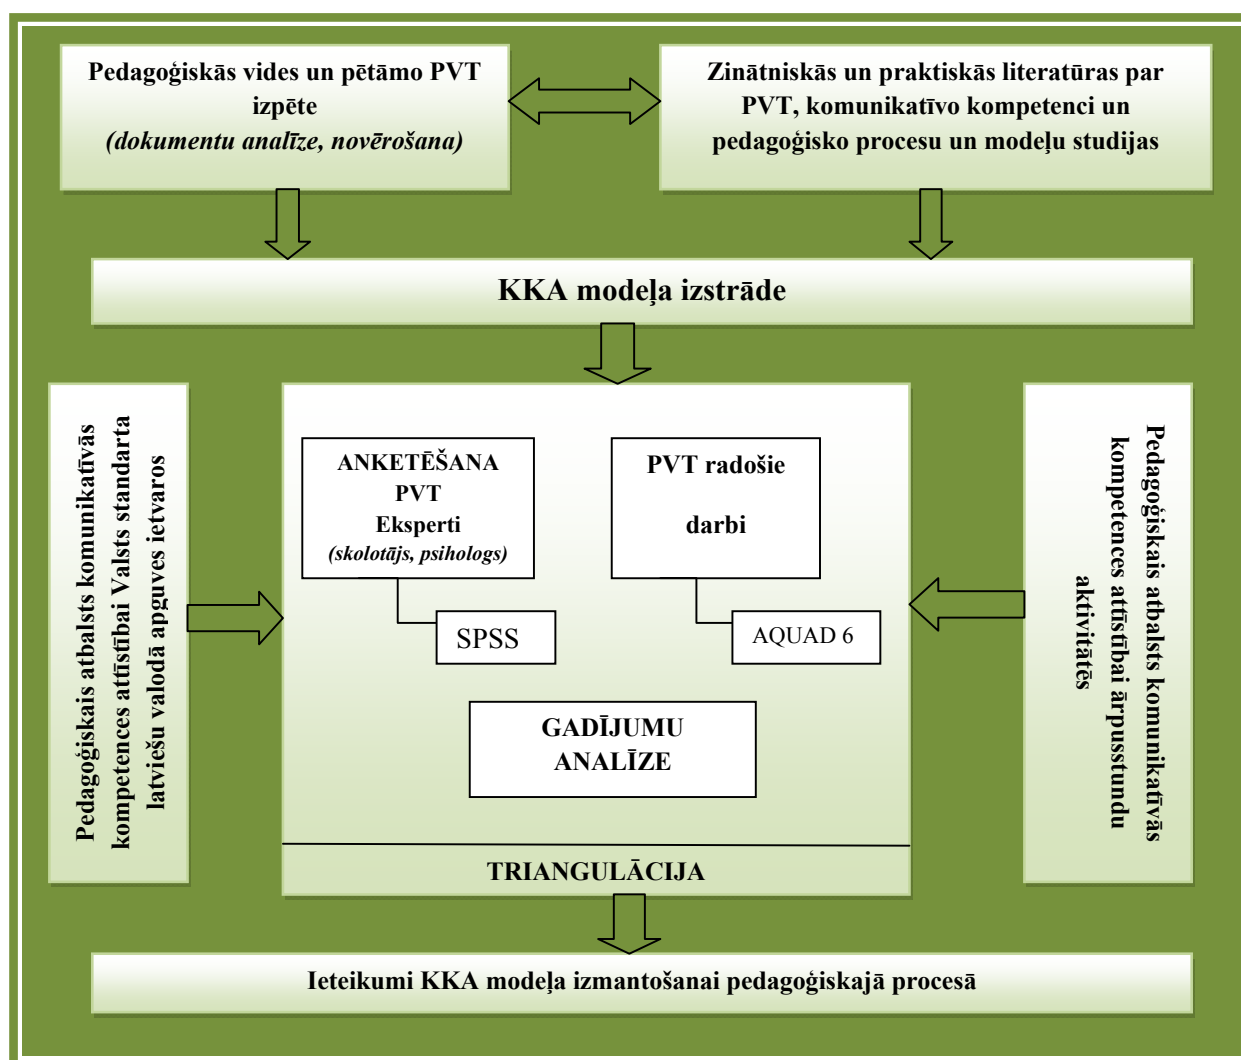 Pedagoģiskās vides un pētāmo PVT
izpēte
(dokumentu analīze, novērošana)
Zinātniskās un praktiskās literatūras par
PVT, komunikatīvo kompetenci un
pedagoģisko procesu un modeļu studijas
KKA modeļa izstrāde
Pedagoģiskais atbalsts komunikatīvās
kompetences attīstībai Valsts standarta
latviešu valodā apguves ietvaros
ANKETĒŠANA
PVT
Eksperti
(skolotājs, psihologs)
SPSS
PVT radošie
darbi
AQUAD 6
GADĪJUMU
ANALĪZE
TRIANGULĀCIJA
Pedagoģiskais atbalsts komunikatīvās
kompetences attīstībai ārpusstundu
aktivitātēs
Ieteikumi KKA modeļa izmantošanai pedagoģiskajā procesā